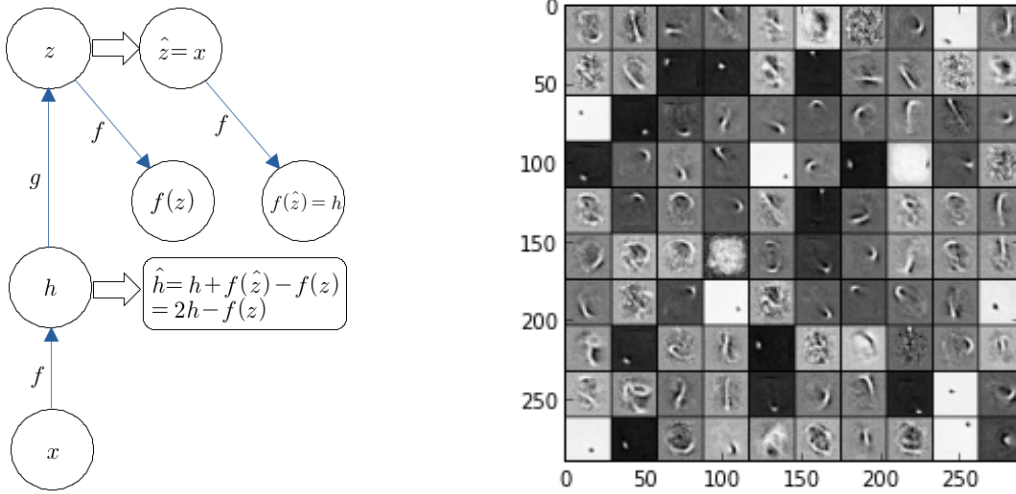 z
ẑ = x
f
f
g
f(z)
f(ẑ) = h
h
ĥ = h + f(ẑ) − f(z)
= 2h − f(z)
f
x
0
50
100
150
200
250
0
50
100
150
200
250